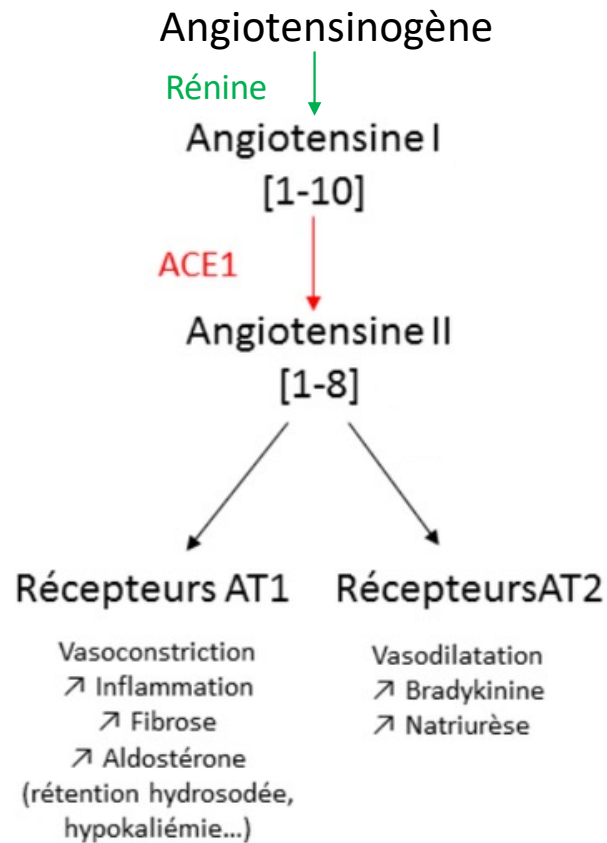 Angiotensinogène
Rénine
Angiotensine I
[1-10]
ACE1
Angiotensine II
[1-8]
Récepteurs AT1
Vasoconstriction
↗ Inflammation
↗ Fibrose
↗ Aldostérone
(rétention hydrosodée,
hypokaliémie...)
RécepteursAT2
Vasodilatation
↗ Bradykinine
↗ Natriurèse